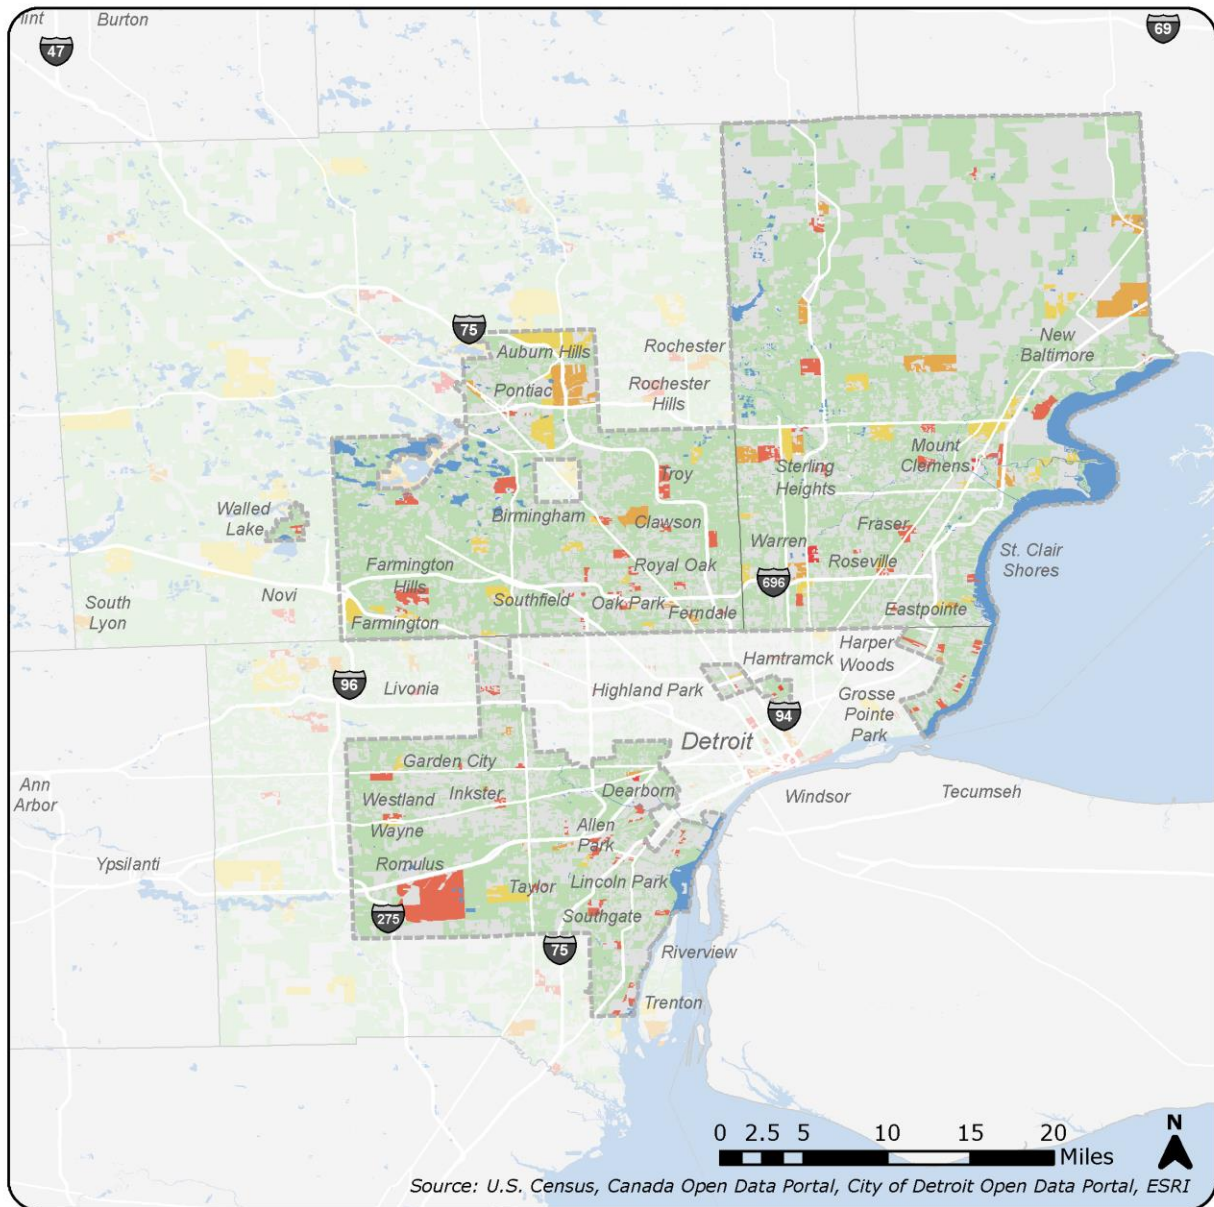 lint
Burton
47
69
75
Auburn Hills
Rochester
New
Baltimore
Pontiac
Rochester
Hills
Mount
Clemens
Troy
Sterling
Heights
Walled
Lake
Birmingham
Clawson
Fraser
Warren
St. Clair
Shores
Farmington
Hills
Royal Oak
Roseville
696
Novi
South
Lyon
Southfield
Oak Park
Ferndale
Eastpointe
Farmington
Harper
Woods
Hamtramck
96
Livonia
Highland Park
94
Grosse
Pointe
Park
Detroit
Garden City
Ann
Arbor
Westland
Inkster
Dearborn
Windsor
Tecumseh
Wayne
Allen
Park
Ypsilanti
Romulus
Taylor
Lincoln Park
275
Southgate
75
Riverview
Trenton
0 2.5 5 10 15 20
Miles
N
Source: U.S. Census, Canada Open Data Portal, City of Detroit Open Data Portal, ESRI